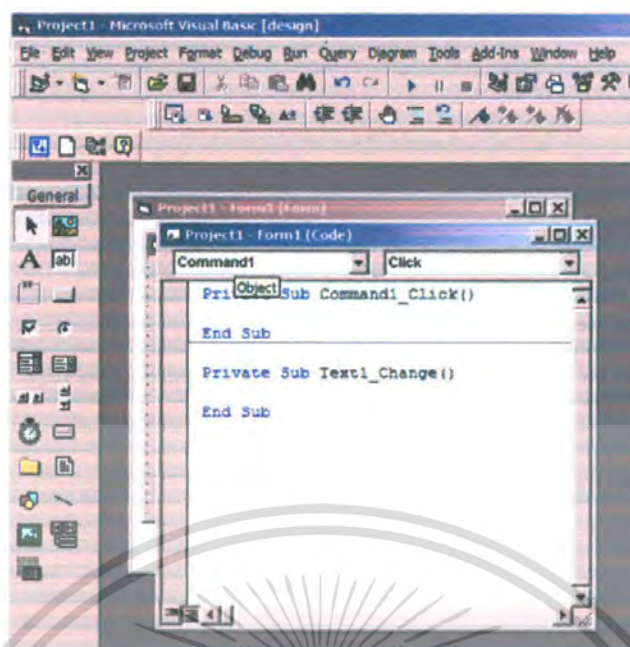 Project1 - Microsoft Visual Basic [design]
File Edit View Project Format Debug Run Query Diagram Tools Add-Ins Window Help
General
Project1 - Form1 (Form)
Project1 - Form1 (Code)
Command1 Click
Object
Pri Sub Command1_Click()
End Sub
Private Sub Text1_Change()
End Sub
A ab|